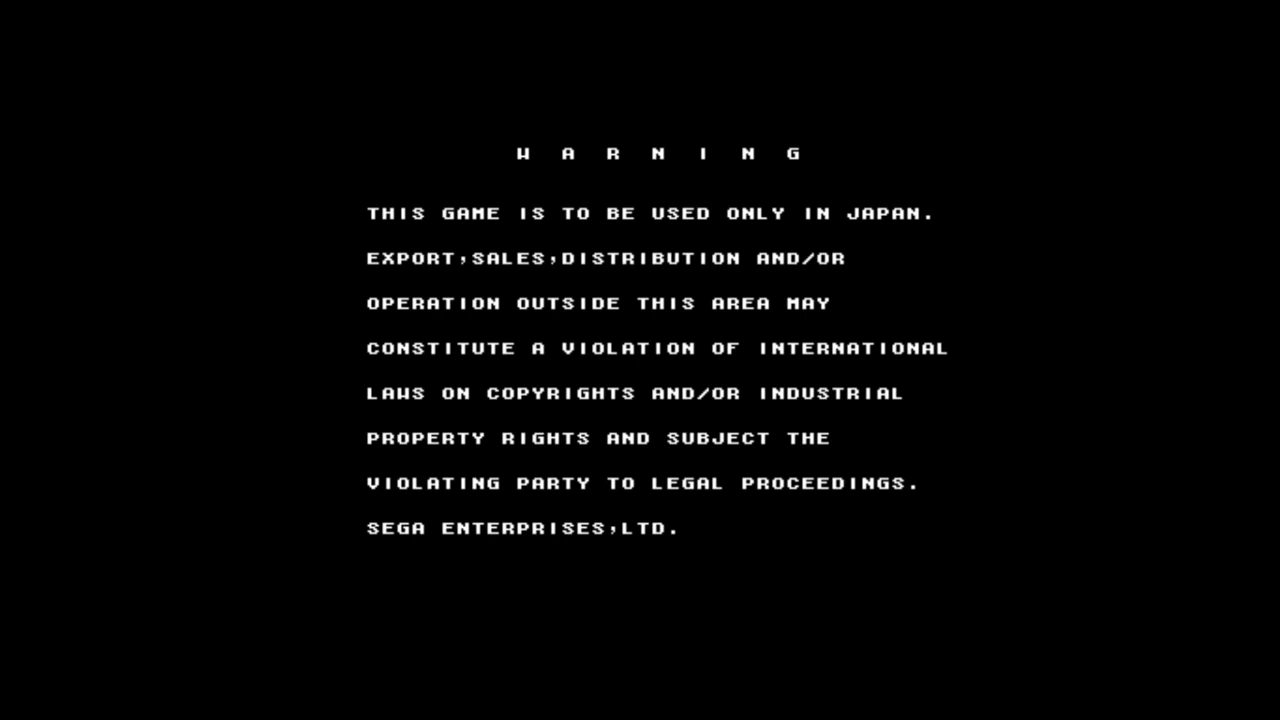 W A R N I N G
THIS GAME IS TO BE USED ONLY IN JAPAN.
EXPORT,SALES,DISTRIBUTION AND/OR
OPERATION OUTSIDE THIS AREA MAY
CONSTITUTE A VIOLATION OF INTERNATIONAL
LAWS ON COPYRIGHTS AND/OR INDUSTRIAL
PROPERTY RIGHTS AND SUBJECT THE
VIOLATING PARTY TO LEGAL PROCEEDINGS.
SEGA ENTERPRISES,LTD.